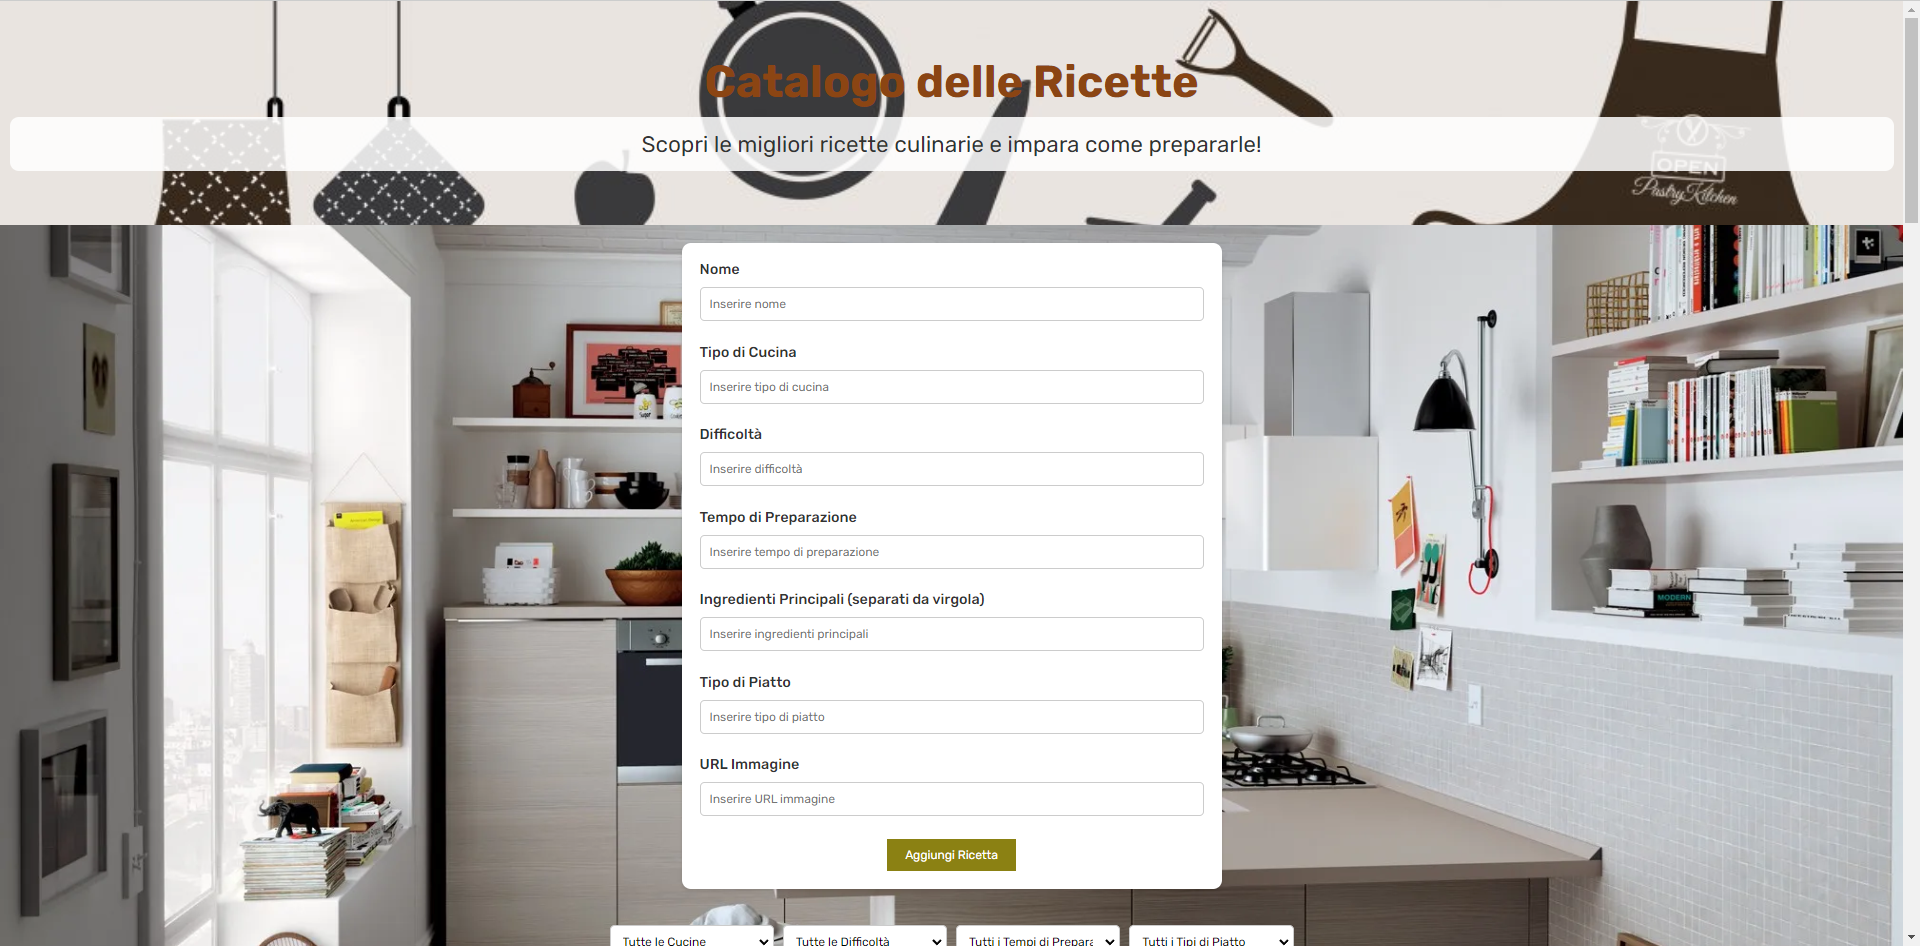 Catalogo delle Ricette
Scopri le migliori ricette culinarie e impara come prepararle!
OPEN
Pastry Kitchen
Nome
Inserire nome
Tipo di Cucina
Inserire tipo di cucina
Difficoltà
Inserire difficoltà
Tempo di Preparazione
Inserire tempo di preparazione
Ingredienti Principali (separati da virgola)
Inserire ingredienti principali
Tipo di Piatto
Inserire tipo di piatto
URL Immagine
Inserire URL immagine
Aggiungi Ricetta
MODERN
Tutte le Cucine
Tutte le Difficoltà
Tutti i Tempi di Prepara
Tutti i Tipi di Piatto